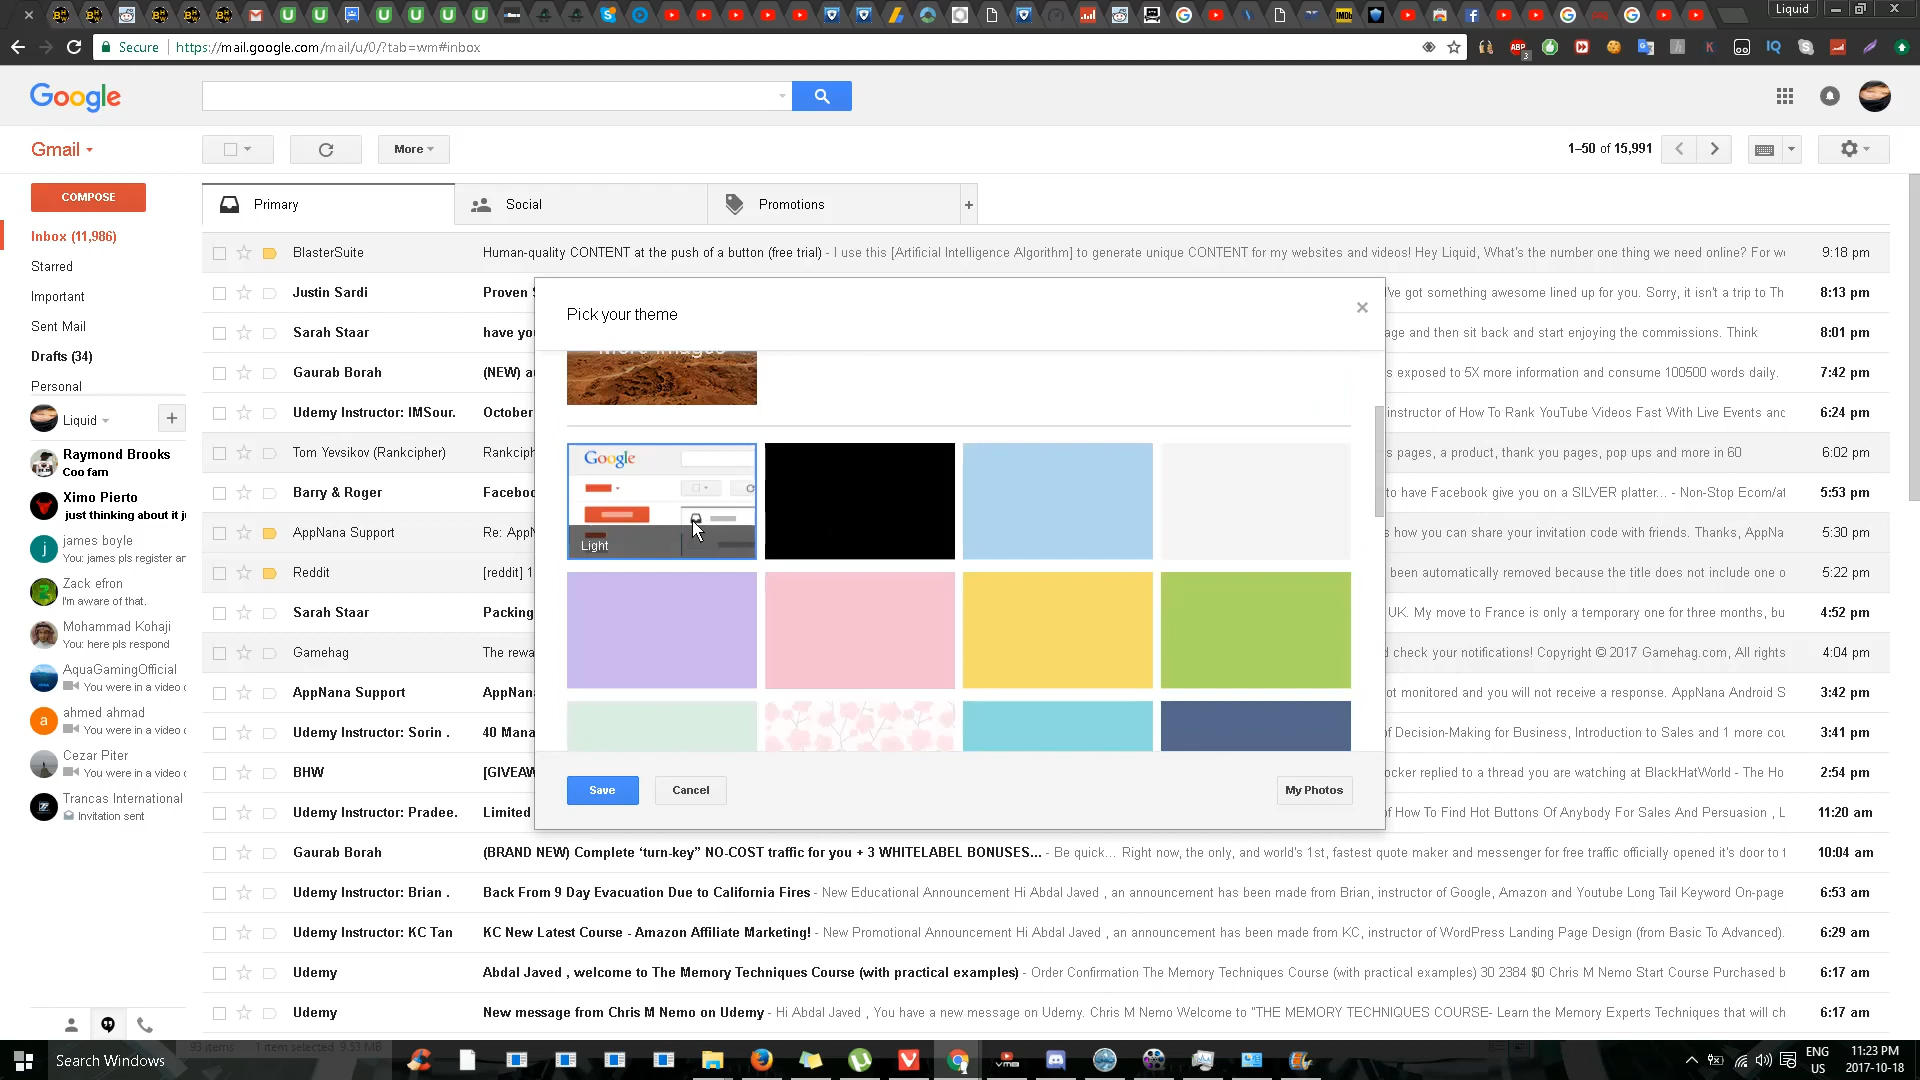 Liquid
Secure
https://mail.google.com/mail/u/0/?tab=wm#inbox
Google
Gmail
More
1–50 of 15,991
COMPOSE
Primary
Social
Promotions
+
Inbox (11,986)
Starred
Important
Sent Mail
Drafts (34)
Personal
Liquid
+
Raymond Brooks
Coo fam
Ximo Pierto
just thinking about it
james boyle
You: james pls register
Zack efron
I'm aware of that.
Mohammad Kohaji
You: here pls respond
AquaGamingOfficial
You were in a video
ahmed ahmad
You were in a video
Cezar Piter
You were in a video
Trancas International
Invitation sent
BlasterSuite Human-quality CONTENT at the push of a button (free trial) - I use this [Artificial Intelligence Algorithm] to generate unique CONTENT for my websites and videos! Hey Liquid, What's the number one thing we need online? For 9:18 pm
Justin Sardi Proven I've got something awesome lined up for you. Sorry, it isn't a trip to Th 8:13 pm
Sarah Staar have you age and then sit back and start enjoying the commissions. Think 8:01 pm
Gaurab Borah (NEW) s exposed to 5X more information and consume 100500 words daily. 7:42 pm
Udemy Instructor: IMSour. October instructor of How To Rank YouTube Videos Fast With Live Events and 6:24 pm
Tom Yevsikov (Rankcipher) Rankciph s pages, a product, thank you pages, pop ups and more in 60 6:02 pm
Barry & Roger Faceboo to have Facebook give you on a SILVER platter... - Non-Stop Ecom/af 5:53 pm
AppNana Support Re: AppN ns how you can share your invitation code with friends. Thanks, AppNa 5:30 pm
Reddit [reddit] 1 been automatically removed because the title does not include one o 5:22 pm
Sarah Staar Packing UK. My move to France is only a temporary one for three months, bu 4:52 pm
Gamehag The rewa d check your notifications! Copyright © 2017 Gamehag.com, All rights 4:04 pm
AppNana Support AppNana ot monitored and you will not receive a response. AppNana Android S 3:42 pm
Udemy Instructor: Sorin . 40 Mana of Decision-Making for Business, Introduction to Sales and 1 more cou 3:41 pm
BHW [GIVEAW ocker replied to a thread you are watching at BlackHatWorld - The Ho 2:54 pm
Udemy Instructor: Pradee. Limited of How To Find Hot Buttons Of Anybody For Sales And Persuasion , L 11:20 am
Gaurab Borah (BRAND NEW) Complete ‘turn-key” NO-COST traffic for you + 3 WHITELABEL BONUSES... - Be quick... Right now, the only, and world's 1st, fastest quote maker and messenger for free traffic officially opened it's door to 10:04 am
Udemy Instructor: Brian . Back From 9 Day Evacuation Due to California Fires - New Educational Announcement Hi Abdal Javed , an announcement has been made from Brian, instructor of Google, Amazon and Youtube Long Tail Keyword On-page 6:53 am
Udemy Instructor: KC Tan KC New Latest Course - Amazon Affiliate Marketing! - New Promotional Announcement Hi Abdal Javed , an announcement has been made from KC, instructor of WordPress Landing Page Design (from Basic To Advanced). 6:29 am
Udemy Abdal Javed , welcome to The Memory Techniques Course (with practical examples) - Order Confirmation The Memory Techniques Course (with practical examples) 30 2384 $0 Chris M Nemo Start Course Purchased b 6:17 am
Udemy New message from Chris M Nemo on Udemy - Hi Abdal Javed , You have a new message on Udemy. Chris M Nemo Welcome to "THE MEMORY TECHNIQUES COURSE- Learn the Memory Experts Techniques that will ch 6:17 am
Pick your theme
More images
Google
Light
Save
Cancel
My Photos
93 items 1 item selected 9.53 MB
Search Windows
ENG
US
11:23 PM
2017-10-18